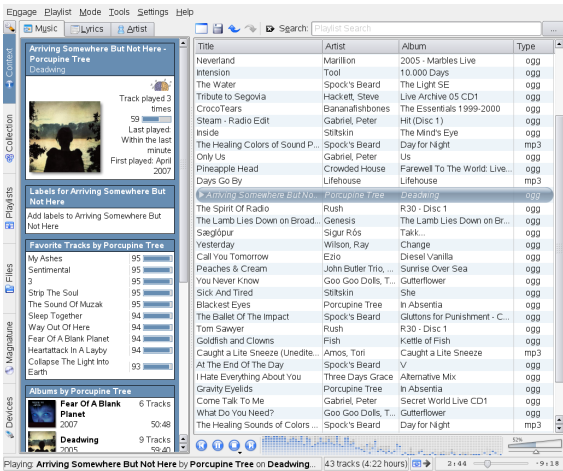 Engage Playlist Mode Tools Settings Help
Music Lyrics Artist
Search: Playlist Search ...
Context
Collection
Playlists
Files
Magnatune
Devices
Arriving Somewhere But Not Here -
Porcupine Tree
Deadwing
Track played 3
times
59
Last played:
Within the last
minute
First played: April
2007
Labels for Arriving Somewhere But
Not Here
Add labels to Arriving Somewhere But
Not Here
Favorite Tracks by Porcupine Tree
My Ashes 95
Sentimental 95
3 95
Strip The Soul 95
The Sound Of Muzak 95
Sleep Together 94
Way Out Of Here 94
Fear Of A Blank Planet 94
Heartattack In A Layby 94
Collapse The Light Into
Earth 93
Albums by Porcupine Tree
Fear Of A Blank
Planet 6 Tracks
2007 50:48
Deadwing 9 Tracks
2005 59:40
Title Artist Album Type
Neverland Marillion 2005 - Marbles Live ogg
Intension Tool 10.000 Days ogg
The Water Spock's Beard The Light SE ogg
Tribute to Segovia Hackett, Steve Live Archive 05 CD1 ogg
CrocoTears Bananafishbones The Essentials 1999-2000 ogg
Steam - Radio Edit Gabriel, Peter Hit (Disc 1) ogg
Inside Stiltskin The Mind's Eye ogg
The Healing Colors of Sound P... Spock's Beard Day for Night mp3
Only Us Gabriel, Peter Us ogg
Pineapple Head Crowded House Farewell To The World: Live... ogg
Days Go By Lifehouse Lifehouse mp3
Arriving Somewhere But No... Porcupine Tree Deadwing ogg
The Spirit Of Radio Rush R30 - Disc 1 ogg
The Lamb Lies Down on Broad... Genesis The Lamb Lies Down on Br... ogg
Sæglópur Sigur Rós Takk... ogg
Yesterday Wilson, Ray Change ogg
Call You Tomorrow Ezio Diesel Vanilla ogg
Peaches & Cream John Butler Trio, ... Sunrise Over Sea ogg
You Never Know Goo Goo Dolls, T... Gutterflower ogg
Sick And Tired Stiltskin She ogg
Blackest Eyes Porcupine Tree In Absentia ogg
The Ballet Of The Impact Spock's Beard Gluttons for Punishment - C... ogg
Tom Sawyer Rush R30 - Disc 1 ogg
Goldfish and Clowns Fish Kettle of Fish ogg
Caught a Lite Sneeze (Unedite... Amos, Tori Caught a Lite Sneeze mp3
At The End Of The Day Spock's Beard V ogg
I Hate Everything About You Three Days Grace Alternative Mix ogg
Gravity Eyelids Porcupine Tree In Absentia ogg
Come Talk To Me Gabriel, Peter Secret World Live CD1 ogg
What Do You Need? Goo Goo Dolls, T... Gutterflower ogg
The Healing Sounds of Colors ... Spock's Beard Day for Night mp3
52%
Playing: Arriving Somewhere But Not Here by Porcupine Tree on Deadwing... 43 tracks (4:22 hours) 2:44 -9:18